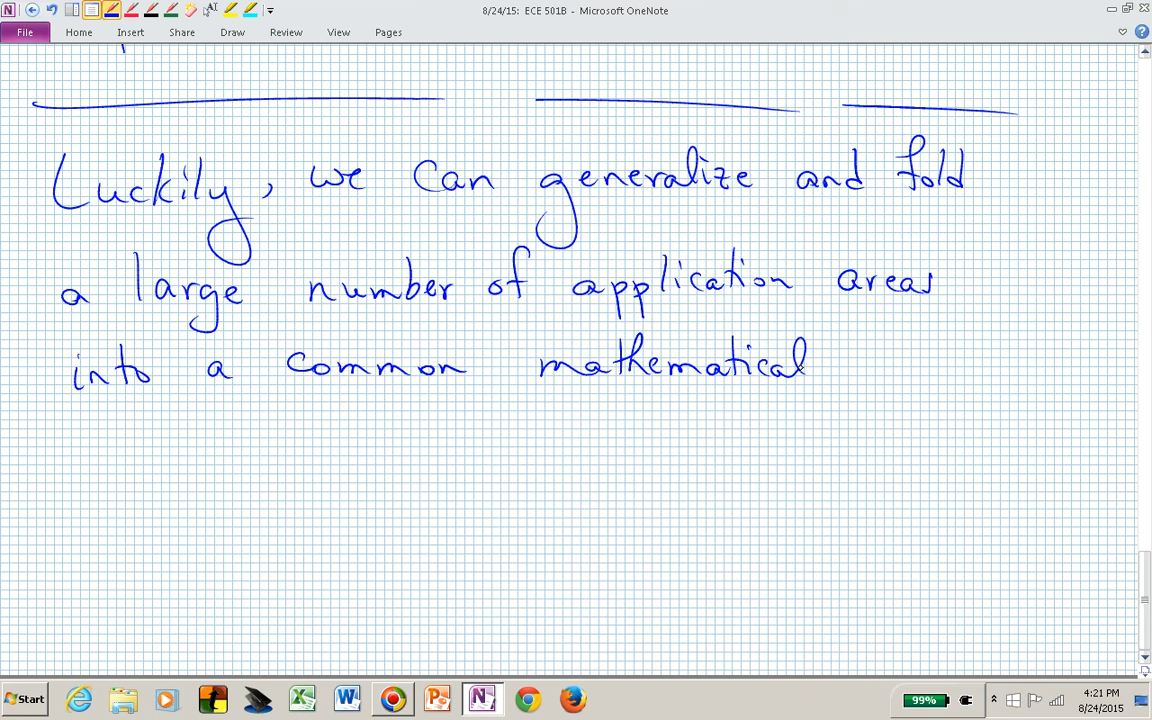 8/24/15: ECE 501B - Microsoft OneNote
File Home Insert Share Draw Review View Pages
Luckily, we can generalize and fold
a large number of application areas
into a common mathematical
Start
99%
4:21 PM
8/24/2015